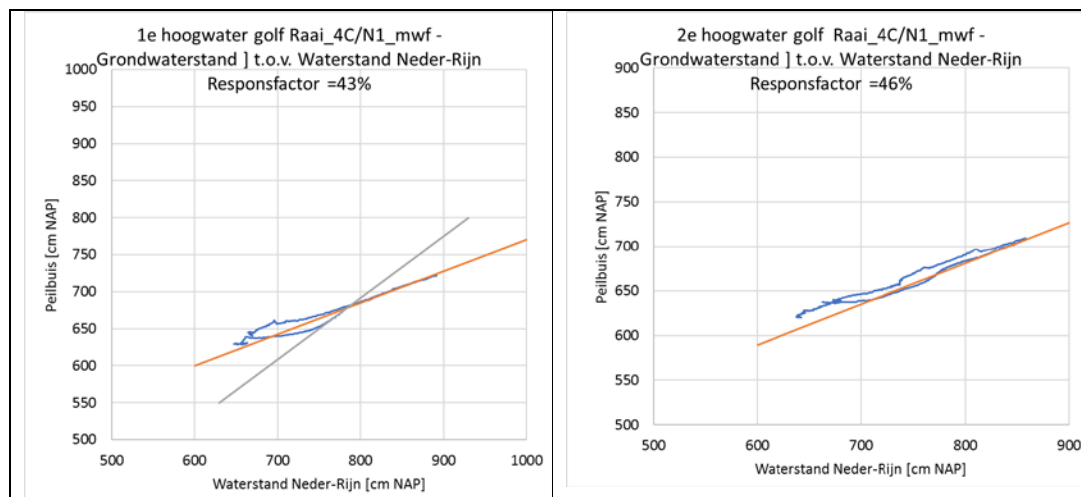 1e hoogwater golf Raai_4C/N1_mwf -
Grondwaterstand ] t.o.v. Waterstand Neder-Rijn
Responsfactor =43%
1000
950
900
850
800
750
700
650
600
550
500
Peilbuis [cm NAP]
500 600 700 800 900 1000
Waterstand Neder-Rijn [cm NAP]
2e hoogwater golf Raai_4C/N1_mwf -
Grondwaterstand ] t.o.v. Waterstand Neder-Rijn
Responsfactor =46%
900
850
800
750
700
650
600
550
500
Peilbuis [cm NAP]
500 600 700 800 900
Waterstand Neder-Rijn [cm NAP]